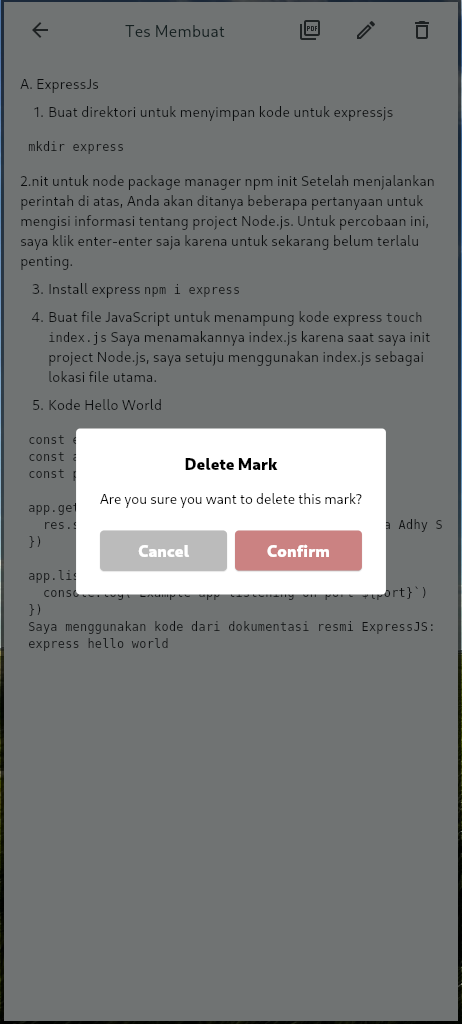 Tes Membuat
PDF
A. ExpressJs
1. Buat direktori untuk menyimpan kode untuk expressjs
mkdir express
2.nit untuk node package manager npm init Setelah menjalankan
perintah di atas, Anda akan ditanya beberapa pertanyaan untuk
mengisi informasi tentang project Node.js. Untuk percobaan ini,
saya klik enter-enter saja karena untuk sekarang belum terlalu
penting.
3. Install express npm i express
4. Buat file JavaScript untuk menampung kode express touch
index.js Saya menamakannya index.js karena saat saya init
project Node.js, saya setuju menggunakan index.js sebagai
lokasi file utama.
5. Kode Hello World
const
const
const
Delete Mark
Are you sure you want to delete this mark?
Cancel
Confirm
app.get
res.s Adhy S
})
app.lis
console.log(`Example app listening on port ${port}`)
})
Saya menggunakan kode dari dokumentasi resmi ExpressJS:
express hello world